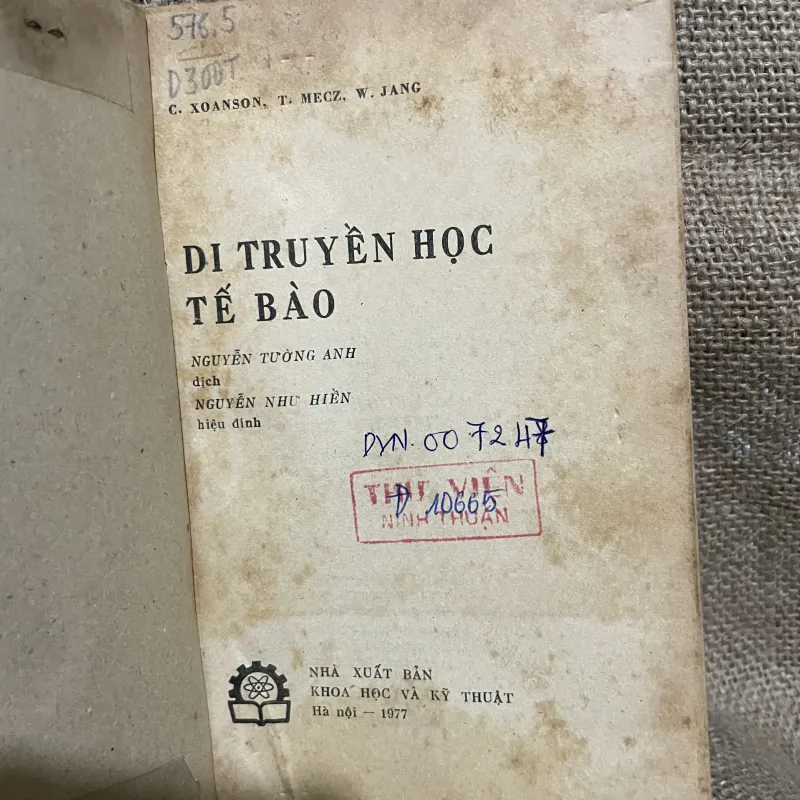 576.5
D300T
C. XOANSON, T. MECZ, W. JANG
DI TRUYỀN HỌC
TẾ BÀO
NGUYỄN TƯỜNG ANH
dịch
NGUYỄN NHƯ HIỀN
hiệu đính
DVN. 007247
THƯ VIỆN
Đ 10665
NINH THUẬN
NHÀ XUẤT BẢN
KHOA HỌC VÀ KỸ THUẬT
Hà nội — 1977